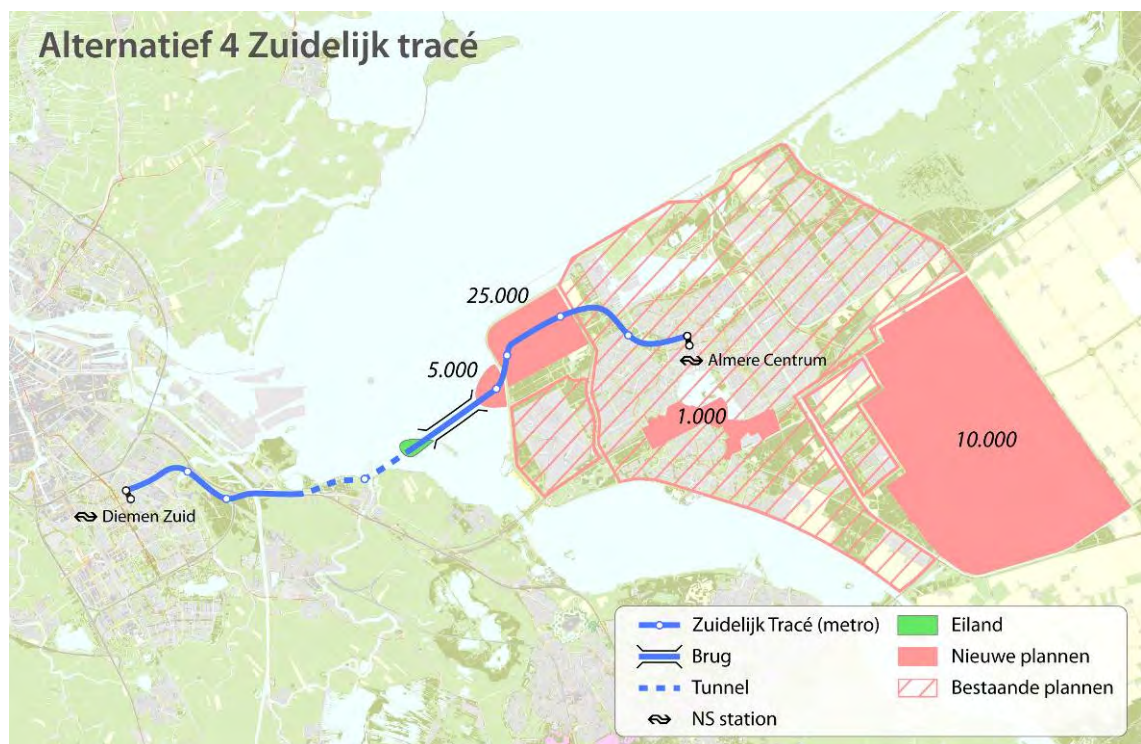 Alternatief 4 Zuidelijk tracé
25.000
5.000
Almere Centrum
1.000
10.000
Diemen Zuid
Zuidelijk Tracé (metro)
Brug
Tunnel
NS station
Eiland
Nieuwe plannen
Bestaande plannen